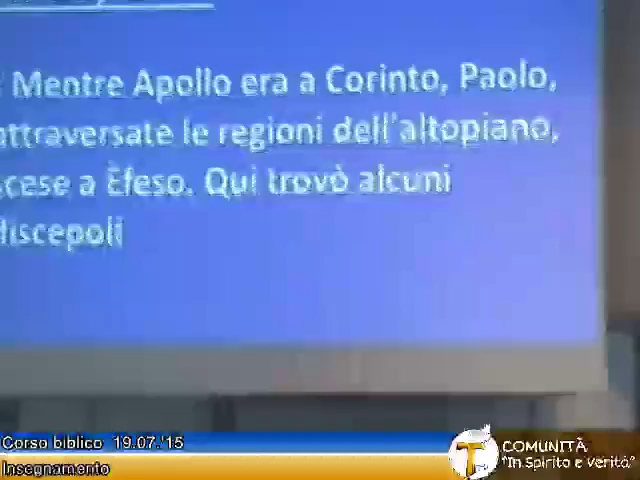 Mentre Apollo era a Corinto, Paolo,
attraversate le regioni dell'altopiano,
scese a Efeso. Qui trovò alcuni
discepoli
Corso biblico 19.07.'15
Insegnamento
COMUNITÀ
"In Spirito e Verità"